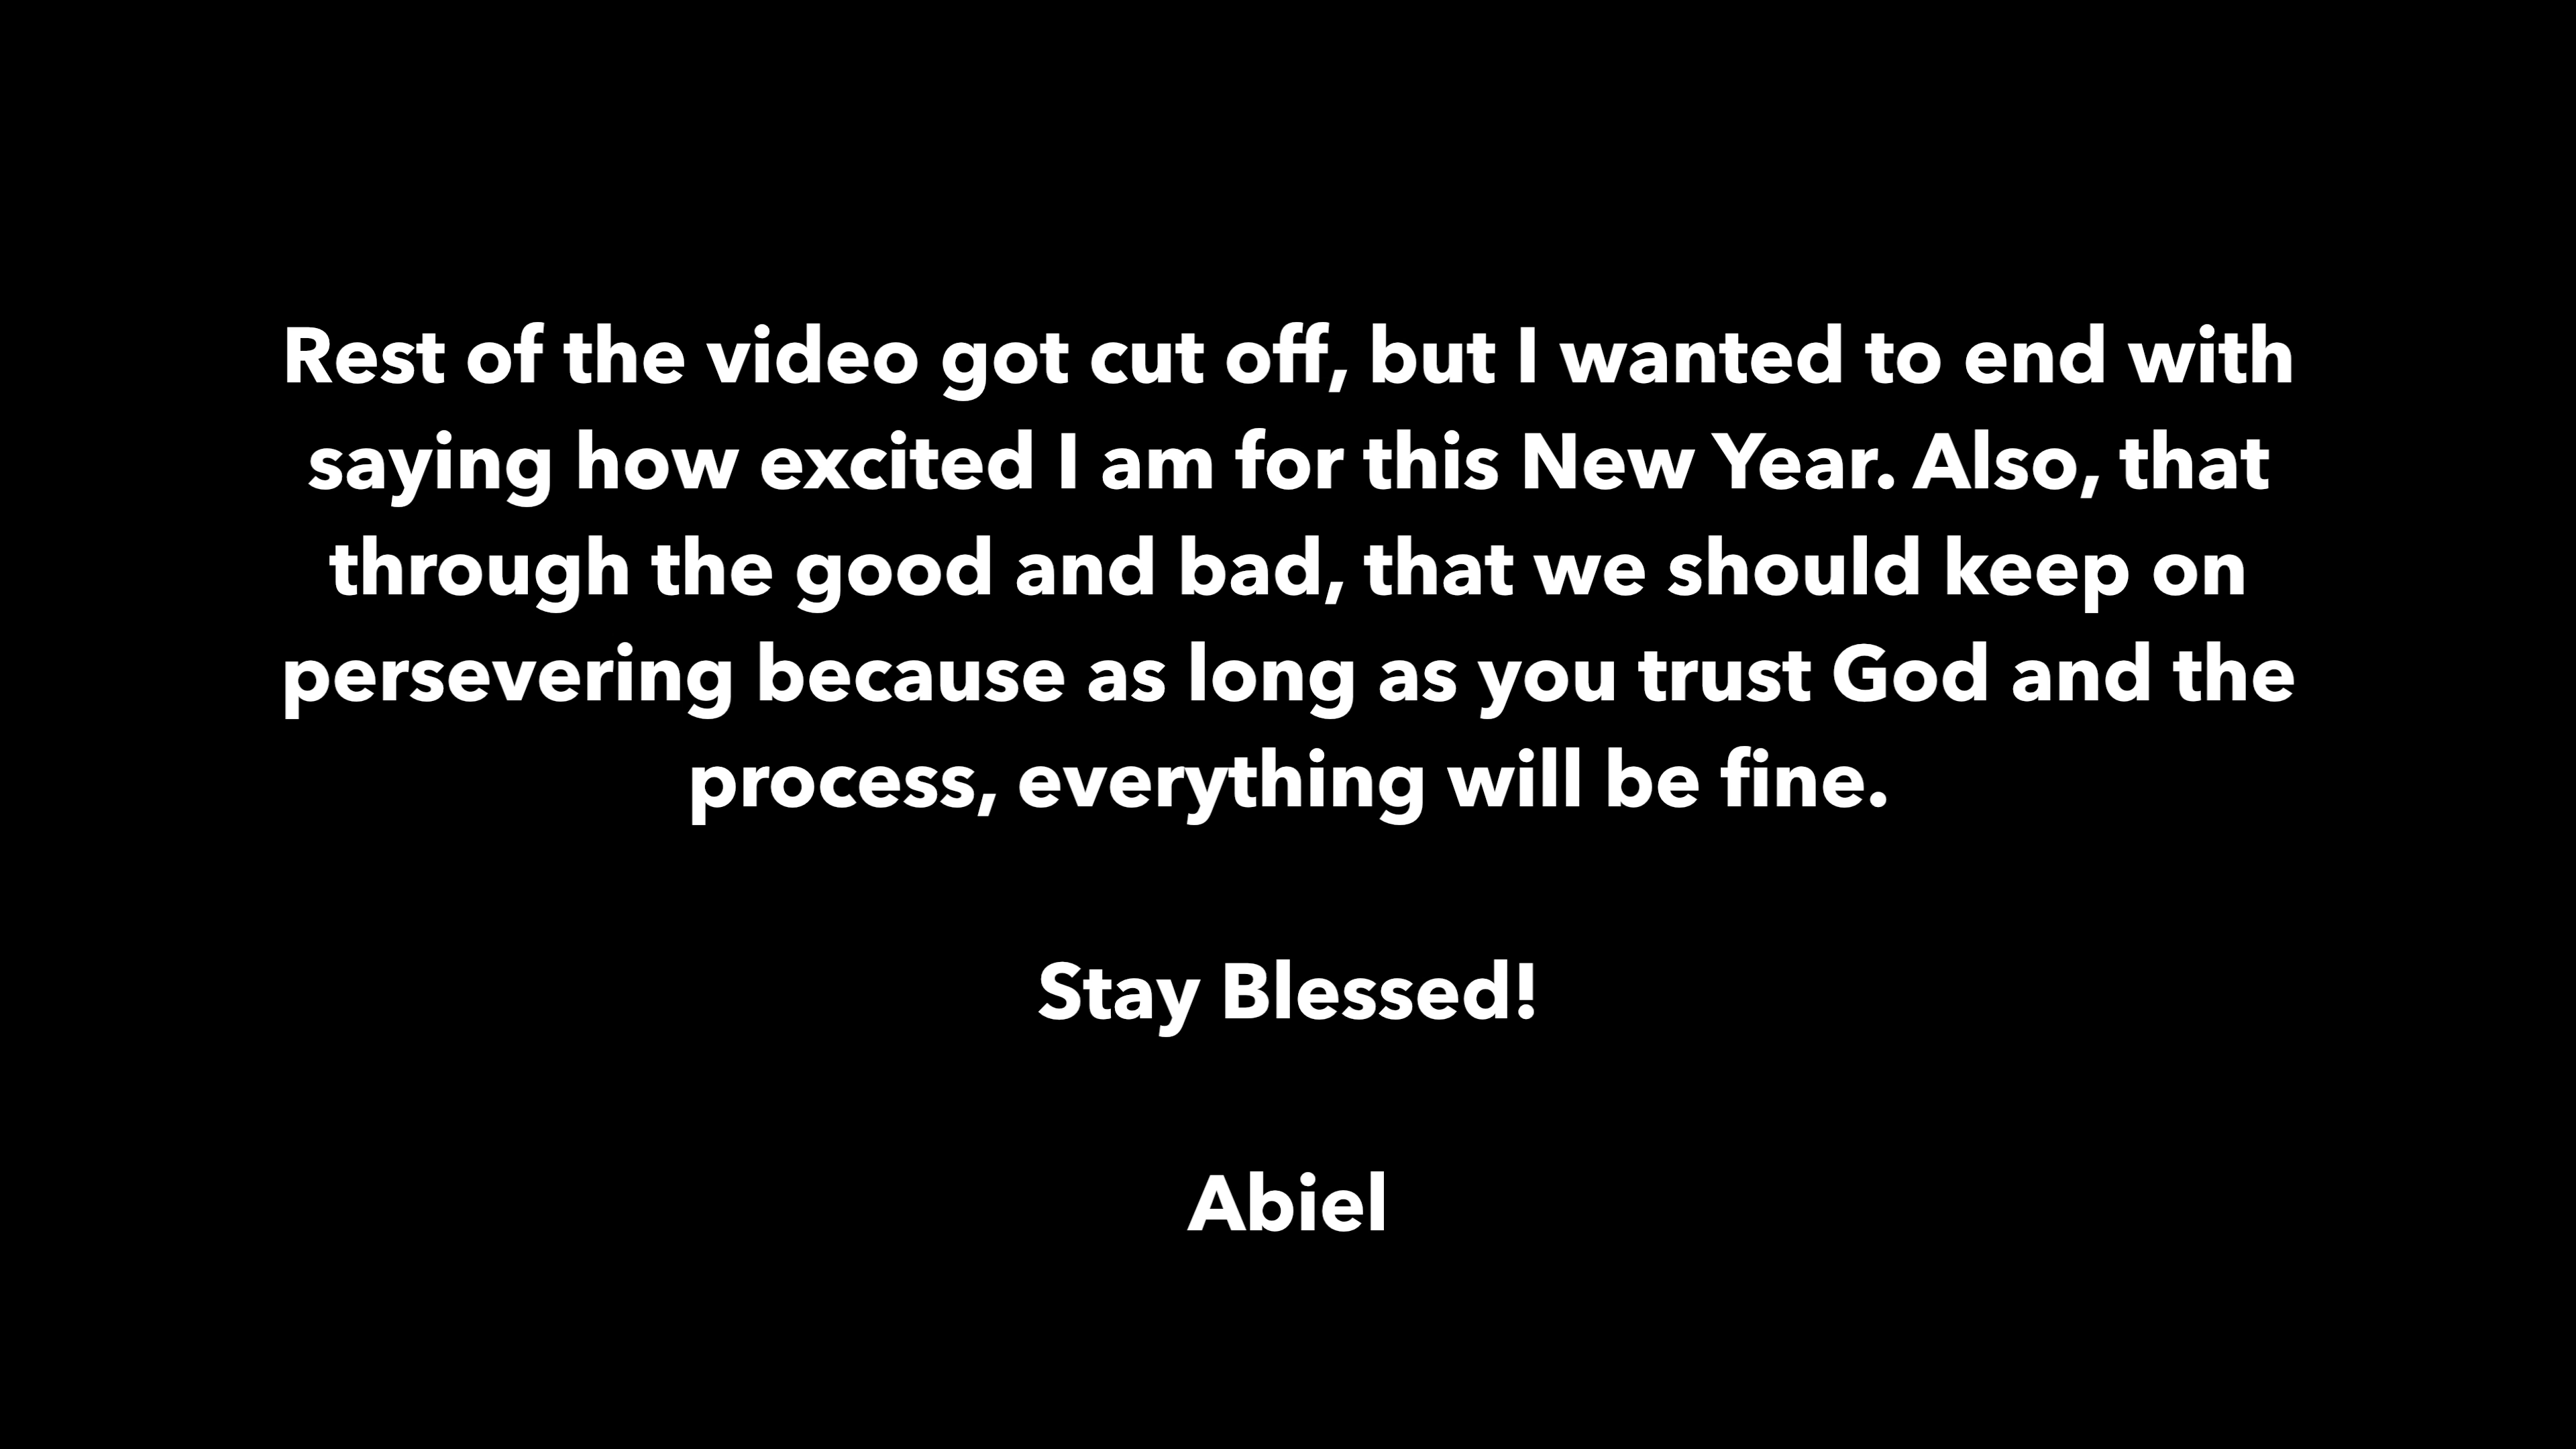 Rest of the video got cut off, but I wanted to end with
saying how excited I am for this New Year. Also, that
through the good and bad, that we should keep on
persevering because as long as you trust God and the
process, everything will be fine.
Stay Blessed!
Abiel